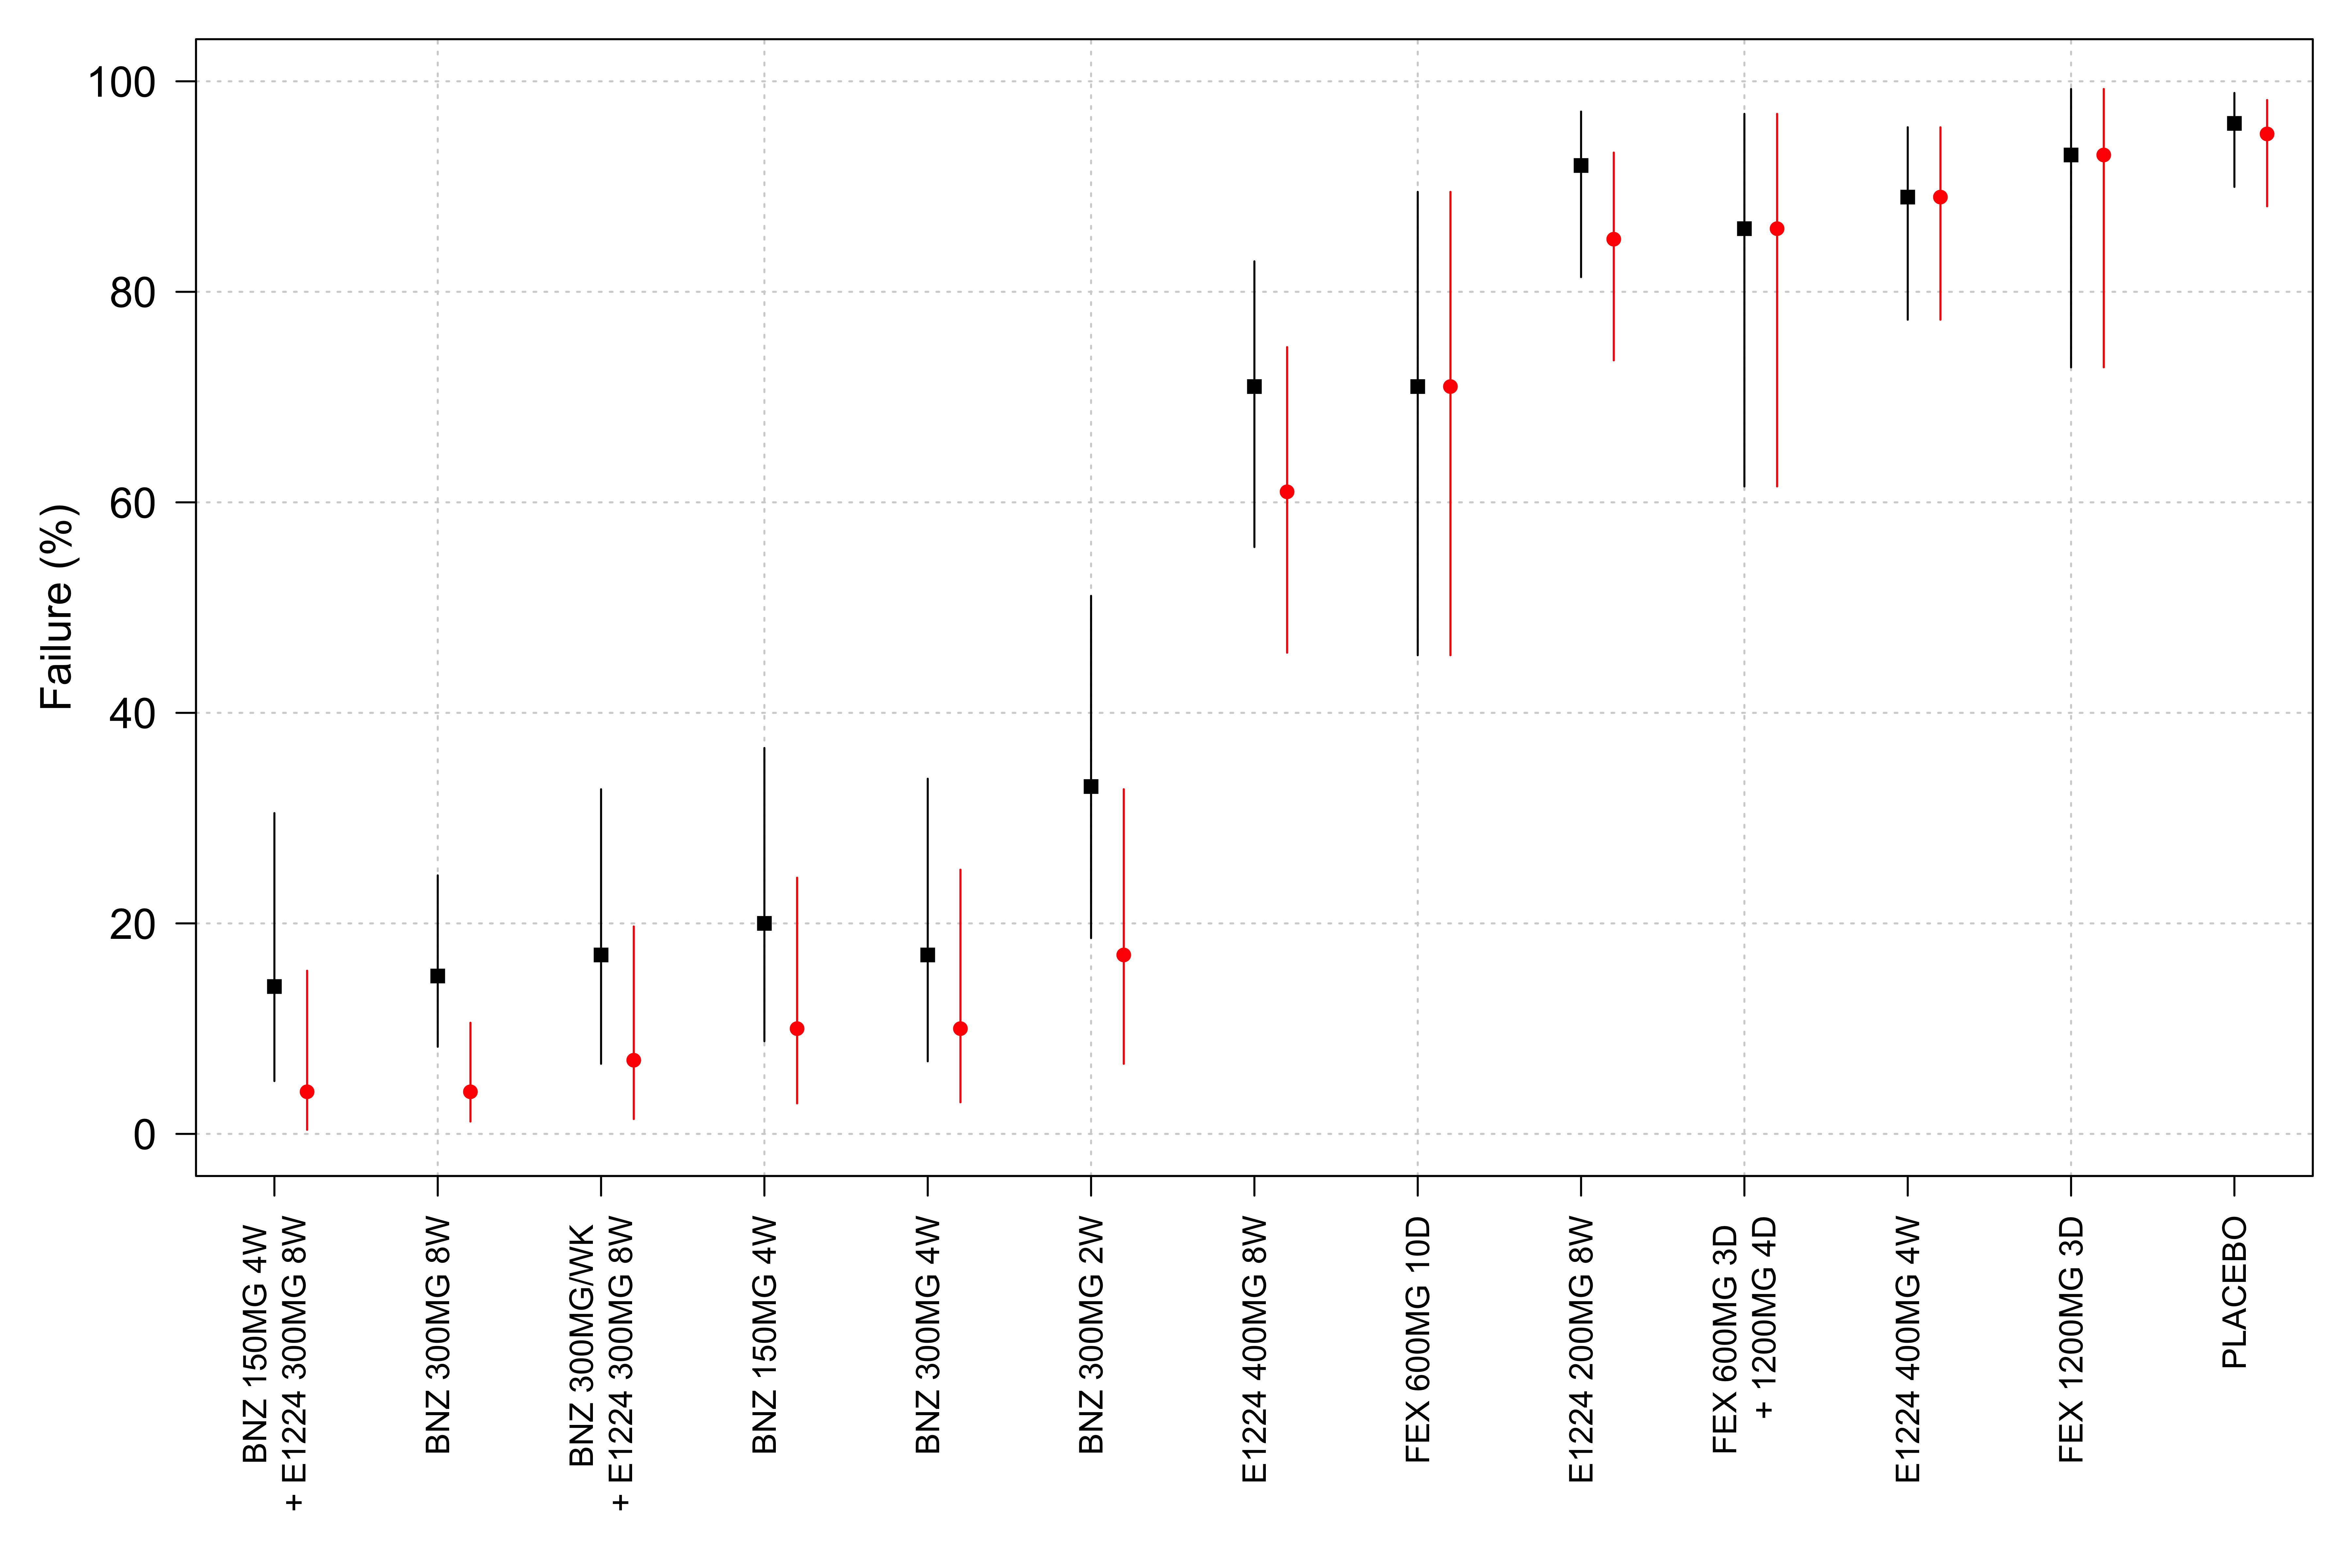 Failure (%)
100
80
60
40
20
0
BNZ 150MG 4W
+ E1224 300MG 8W
BNZ 300MG 8W
BNZ 300MG/WK
+ E1224 300MG 8W
BNZ 150MG 4W
BNZ 300MG 4W
BNZ 300MG 2W
E1224 400MG 8W
FEX 600MG 10D
E1224 200MG 8W
FEX 600MG 3D
+ 1200MG 4D
E1224 400MG 4W
FEX 1200MG 3D
PLACEBO